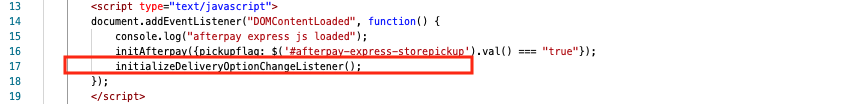 13 <script type="text/javascript">
14 document.addEventListener("DOMContentLoaded", function() {
15 console.log("afterpay express js loaded");
16 initAfterpay({pickupflag: $('#afterpay-express-storepickup').val() === "true"});
17 initializeDeliveryOptionChangeListener();
18 });
19 </script>